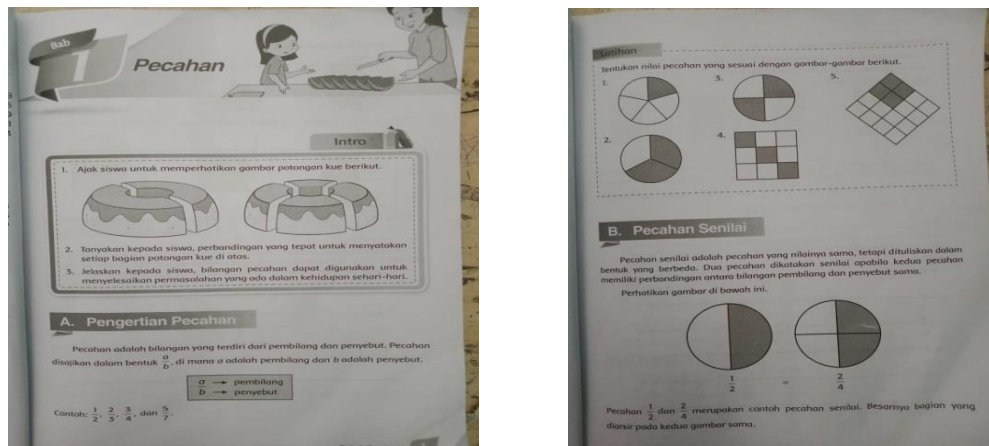 Bab
1
Pecahan
Intro
1. Ajak siswa untuk memperhatikan gambar potongan kue berikut.
2. Tanyakan kepada siswa, perbandingan yang tepat untuk menyatakan
setiap bagian potongan kue di atas.
3. Jelaskan kepada siswa, bilangan pecahan dapat digunakan untuk
menyelesaikan permasalahan yang ada dalam kehidupan sehari-hari.
A. Pengertian Pecahan
Pecahan adalah bilangan yang terdiri dari pembilang dan penyebut. Pecahan
disajikan dalam bentuk a/b, di mana a adalah pembilang dan b adalah penyebut.
a → pembilang
b → penyebut
Contoh: 1/2, 2/3, 3/4, dan 5/7.
Latihan
Tentukan nilai pecahan yang sesuai dengan gambar-gambar berikut.
1. 3. 5.
2. 4.
B. Pecahan Senilai
Pecahan senilai adalah pecahan yang nilainya sama, tetapi dituliskan dalam
bentuk yang berbeda. Dua pecahan dikatakan senilai apabila kedua pecahan
memiliki perbandingan antara bilangan pembilang dan penyebut sama.
Perhatikan gambar di bawah ini.
1/2 = 2/4
Pecahan 1/2 dan 2/4 merupakan contoh pecahan senilai. Besarnya bagian yang
diarsir pada kedua gambar sama.